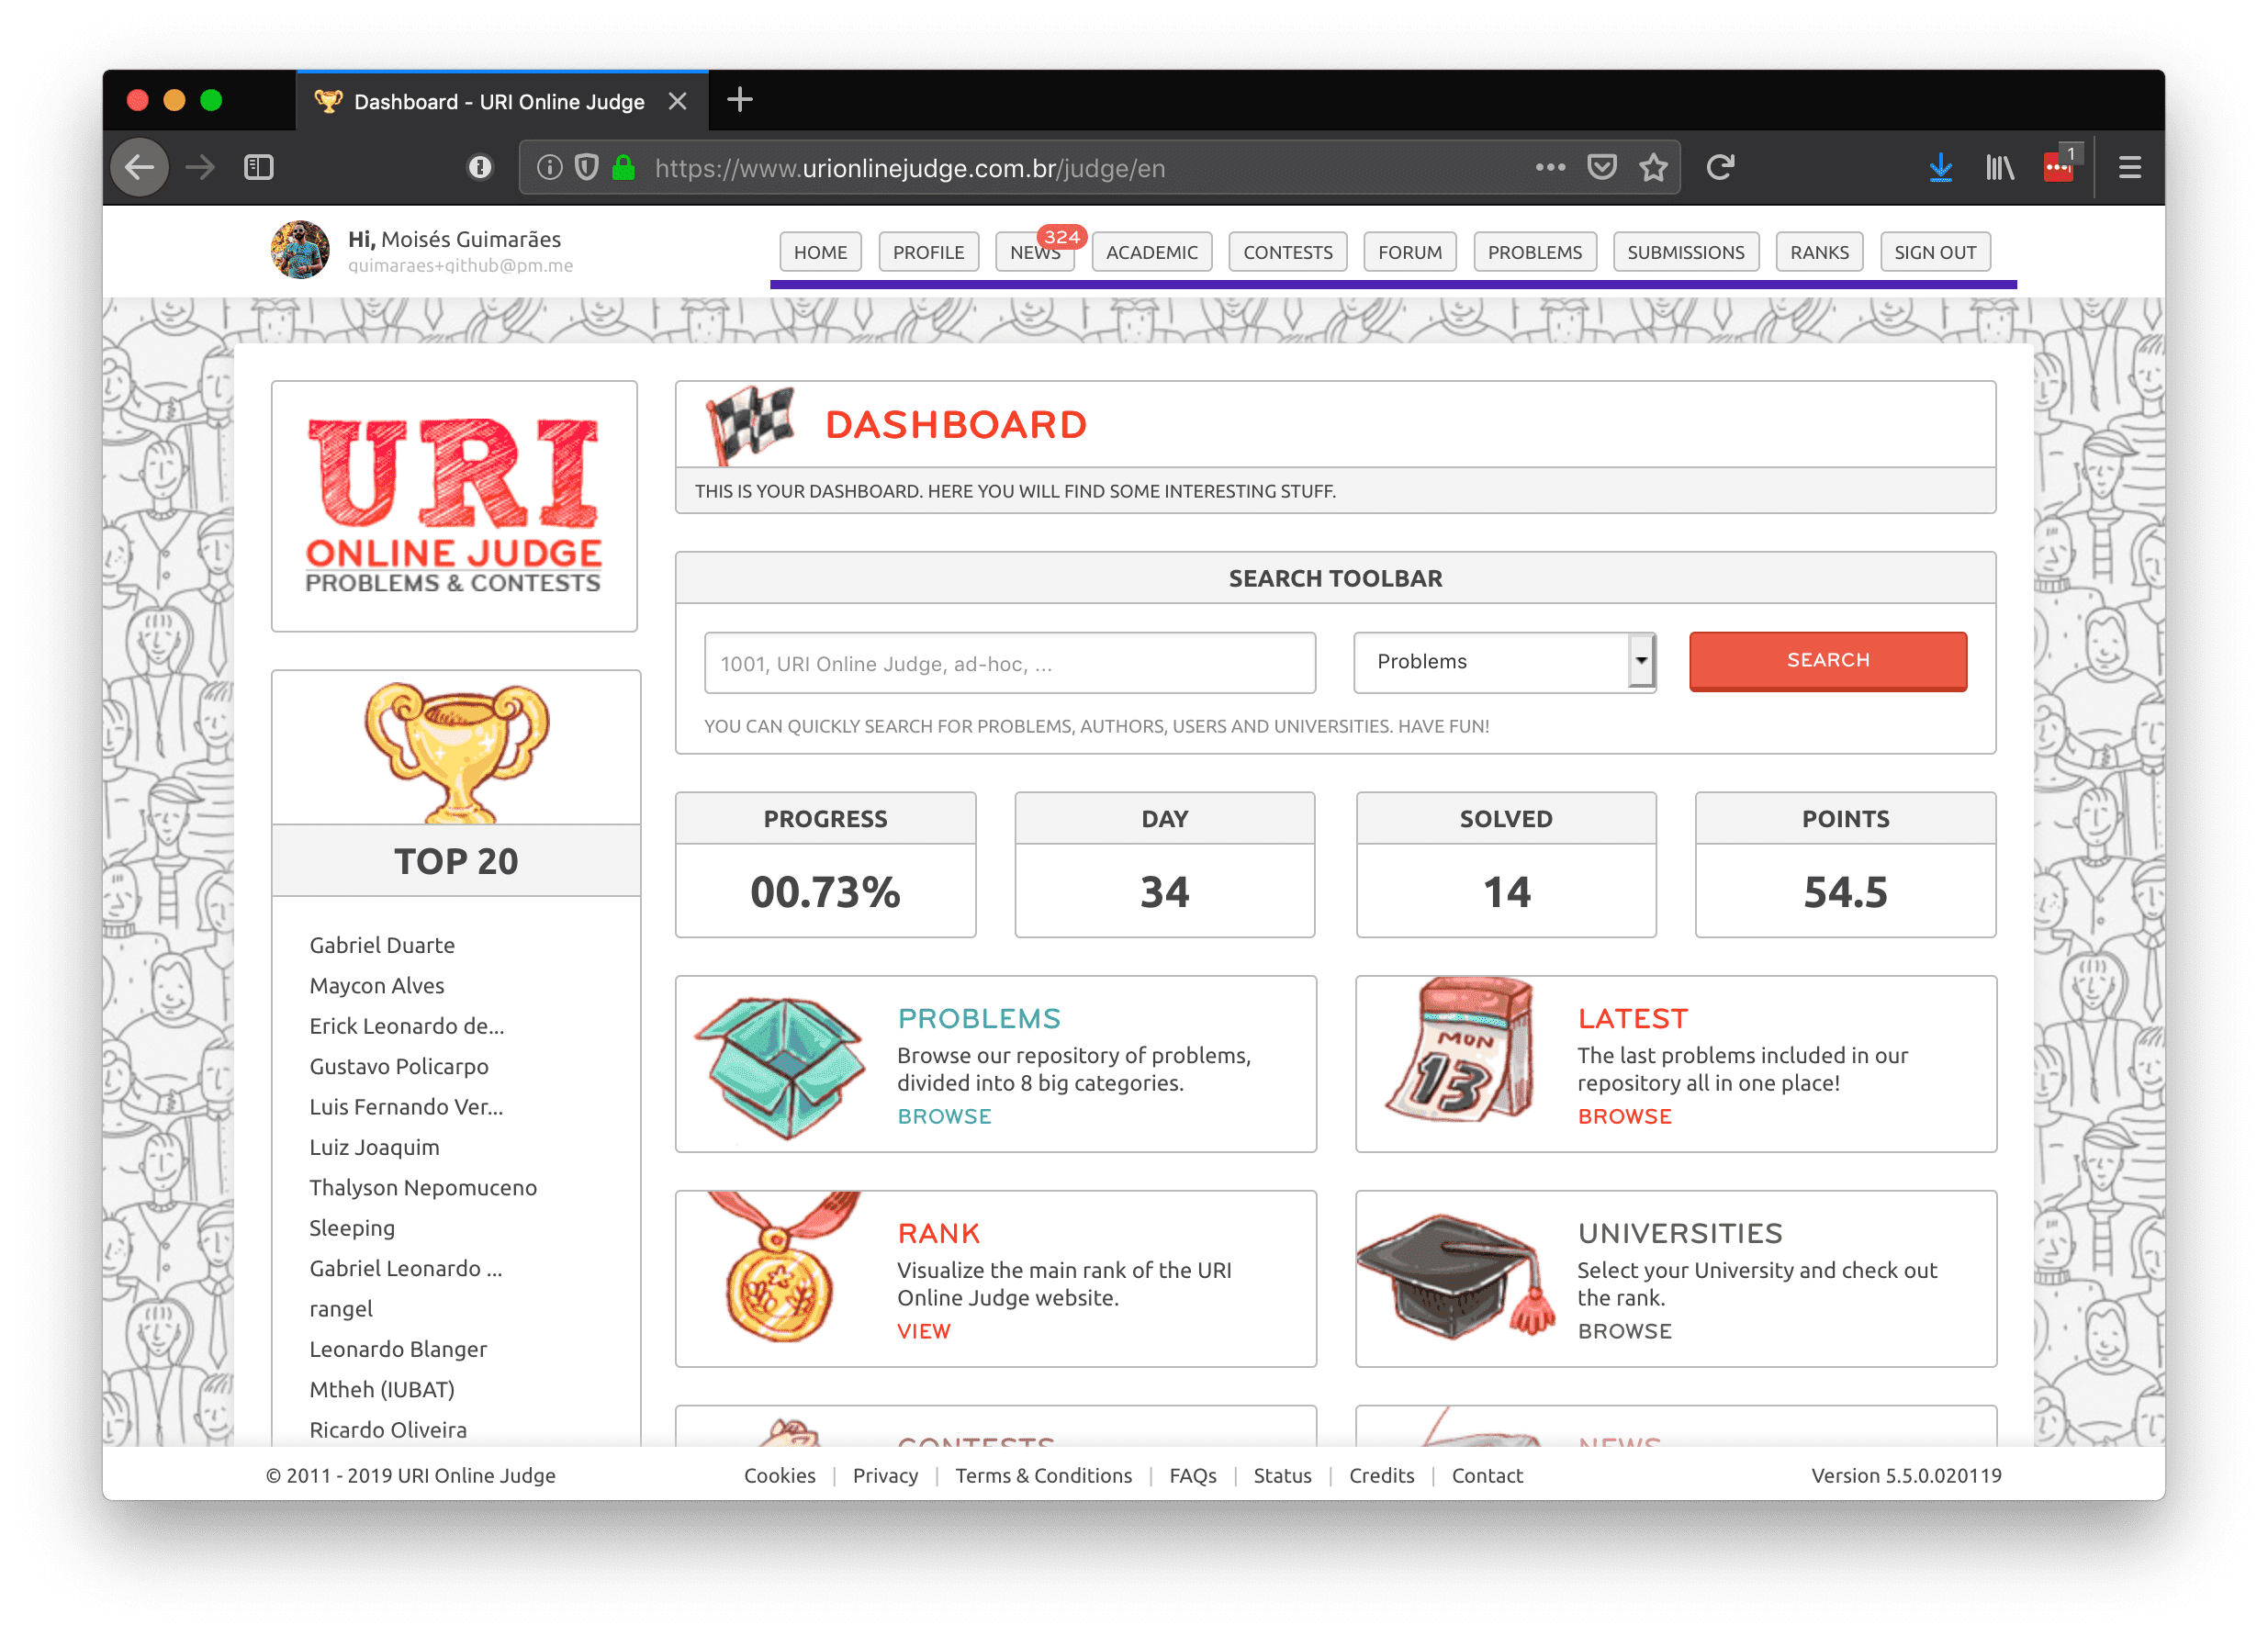 Dashboard - URI Online Judge
https://www.urionlinejudge.com.br/judge/en
1
Hi, Moisés Guimarães
guimaraes+github@pm.me
HOME PROFILE NEWS 324 ACADEMIC CONTESTS FORUM PROBLEMS SUBMISSIONS RANKS SIGN OUT
URI
ONLINE JUDGE
PROBLEMS & CONTESTS
TOP 20
Gabriel Duarte
Maycon Alves
Erick Leonardo de...
Gustavo Policarpo
Luis Fernando Ver...
Luiz Joaquim
Thalyson Nepomuceno
Sleeping
Gabriel Leonardo ...
rangel
Leonardo Blanger
Mtheh (IUBAT)
Ricardo Oliveira
DASHBOARD
THIS IS YOUR DASHBOARD. HERE YOU WILL FIND SOME INTERESTING STUFF.
SEARCH TOOLBAR
1001, URI Online Judge, ad-hoc, ...
Problems
SEARCH
YOU CAN QUICKLY SEARCH FOR PROBLEMS, AUTHORS, USERS AND UNIVERSITIES. HAVE FUN!
PROGRESS
00.73%
DAY
34
SOLVED
14
POINTS
54.5
PROBLEMS
Browse our repository of problems,
divided into 8 big categories.
BROWSE
MON
13
LATEST
The last problems included in our
repository all in one place!
BROWSE
RANK
Visualize the main rank of the URI
Online Judge website.
VIEW
UNIVERSITIES
Select your University and check out
the rank.
BROWSE
CONTESTS
NEWS
© 2011 - 2019 URI Online Judge
Cookies | Privacy | Terms & Conditions | FAQs | Status | Credits | Contact
Version 5.5.0.020119